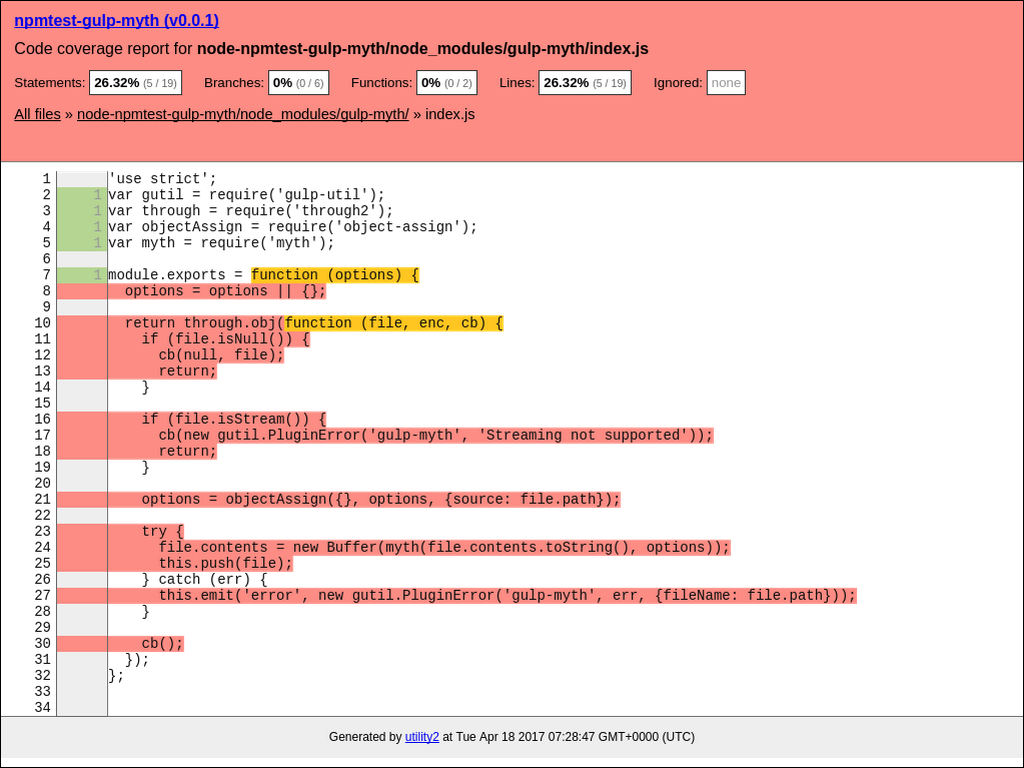 npmtest-gulp-myth (v0.0.1)
Code coverage report for node-npmtest-gulp-myth/node_modules/gulp-myth/index.js
Statements: 26.32% (5 / 19) Branches: 0% (0 / 6) Functions: 0% (0 / 2) Lines: 26.32% (5 / 19) Ignored: none
All files » node-npmtest-gulp-myth/node_modules/gulp-myth/ » index.js
1 'use strict';
2 1 var gutil = require('gulp-util');
3 1 var through = require('through2');
4 1 var objectAssign = require('object-assign');
5 1 var myth = require('myth');
6
7 1 module.exports = function (options) {
8   options = options || {};
9
10   return through.obj(function (file, enc, cb) {
11     if (file.isNull()) {
12       cb(null, file);
13       return;
14     }
15
16     if (file.isStream()) {
17       cb(new gutil.PluginError('gulp-myth', 'Streaming not supported'));
18       return;
19     }
20
21     options = objectAssign({}, options, {source: file.path});
22
23     try {
24       file.contents = new Buffer(myth(file.contents.toString(), options));
25       this.push(file);
26     } catch (err) {
27       this.emit('error', new gutil.PluginError('gulp-myth', err, {fileName: file.path}));
28     }
29
30     cb();
31   });
32 };
33
34
Generated by utility2 at Tue Apr 18 2017 07:28:47 GMT+0000 (UTC)